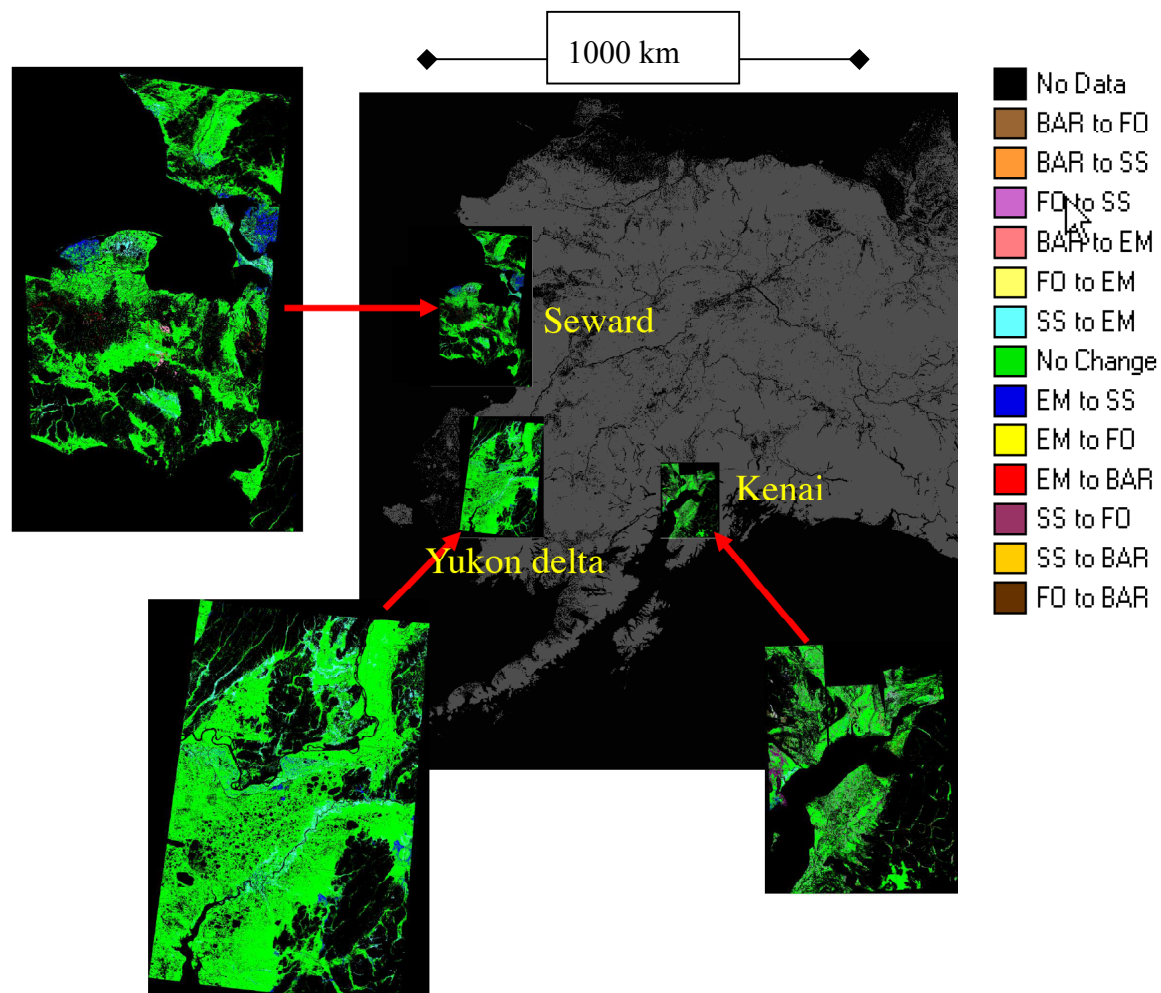 1000 km
Seward
Kenai
Yukon delta
No Data
BAR to FO
BAR to SS
FO to SS
BAR to EM
FO to EM
SS to EM
No Change
EM to SS
EM to FO
EM to BAR
SS to FO
SS to BAR
FO to BAR